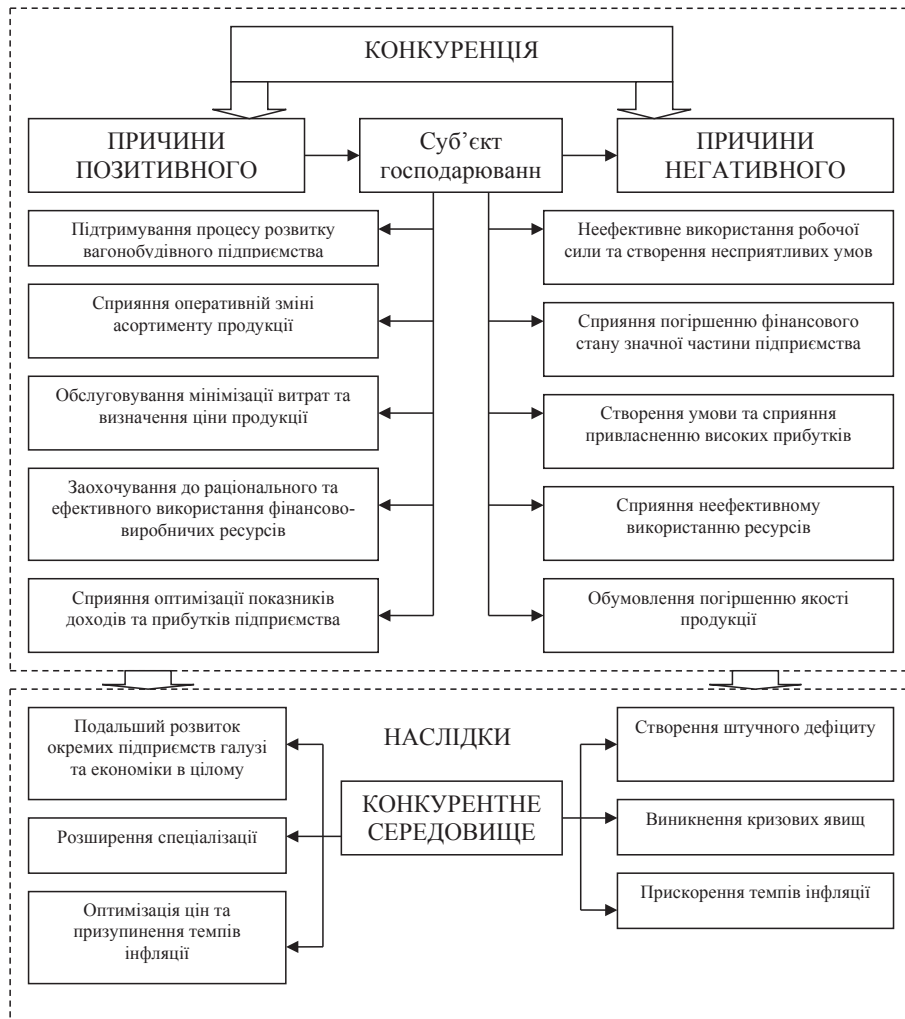 КОНКУРЕНЦІЯ
ПРИЧИНИ
ПОЗИТИВНОГО
Суб’єкт
господарюванн
ПРИЧИНИ
НЕГАТИВНОГО
Підтримування процесу розвитку
вагонобудівного підприємства
Сприяння оперативній зміні
асортименту продукції
Обслуговування мінімізації витрат та
визначення ціни продукції
Заохочування до раціонального та
ефективного використання фінансово-
виробничих ресурсів
Сприяння оптимізації показників
доходів та прибутків підприємства
Неефективне використання робочої
сили та створення несприятливих умов
Сприяння погіршенню фінансового
стану значної частини підприємства
Створення умови та сприяння
привласненню високих прибутків
Сприяння неефективному
використанню ресурсів
Обумовлення погіршенню якості
продукції
НАСЛІДКИ
Подальший розвиток
окремих підприємств галузі
та економіки в цілому
Розширення спеціалізації
Оптимізація цін та
призупинення темпів
інфляції
КОНКУРЕНТНЕ
СЕРЕДОВИЩЕ
Створення штучного дефіциту
Виникнення кризових явищ
Прискорення темпів інфляції